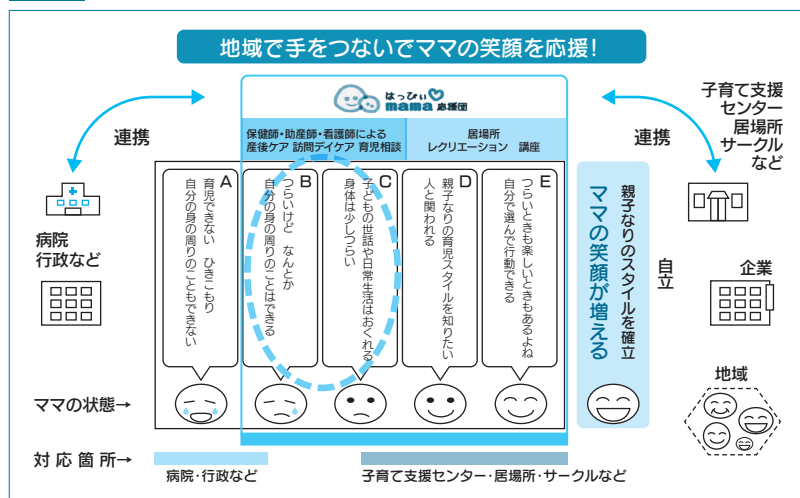 地域で手をつないでママの笑顔を応援!
はっぴぃ
mama 応援団
保健師・助産師・看護師による
産後ケア 訪問デイケア 育児相談
居場所
レクリエーション 講座
連携
病院
行政など
連携
子育て支援
センター
居場所
サークル
など
A
育児できない ひきこもり
自分の身の周りのこともできない
B
つらいけど なんとか
自分の身の周りのことはできる
C
子どもの世話や日常生活はおくれる
身体は少しつらい
D
親子なりの育児スタイルを知りたい
人と関われる
E
つらいときも楽しいときもあるよね
自分で選んで行動できる
親子なりのスタイルを確立
ママの笑顔が増える
自立
企業
地域
ママの状態→
対応箇所→
病院・行政など
子育て支援センター・居場所・サークルなど